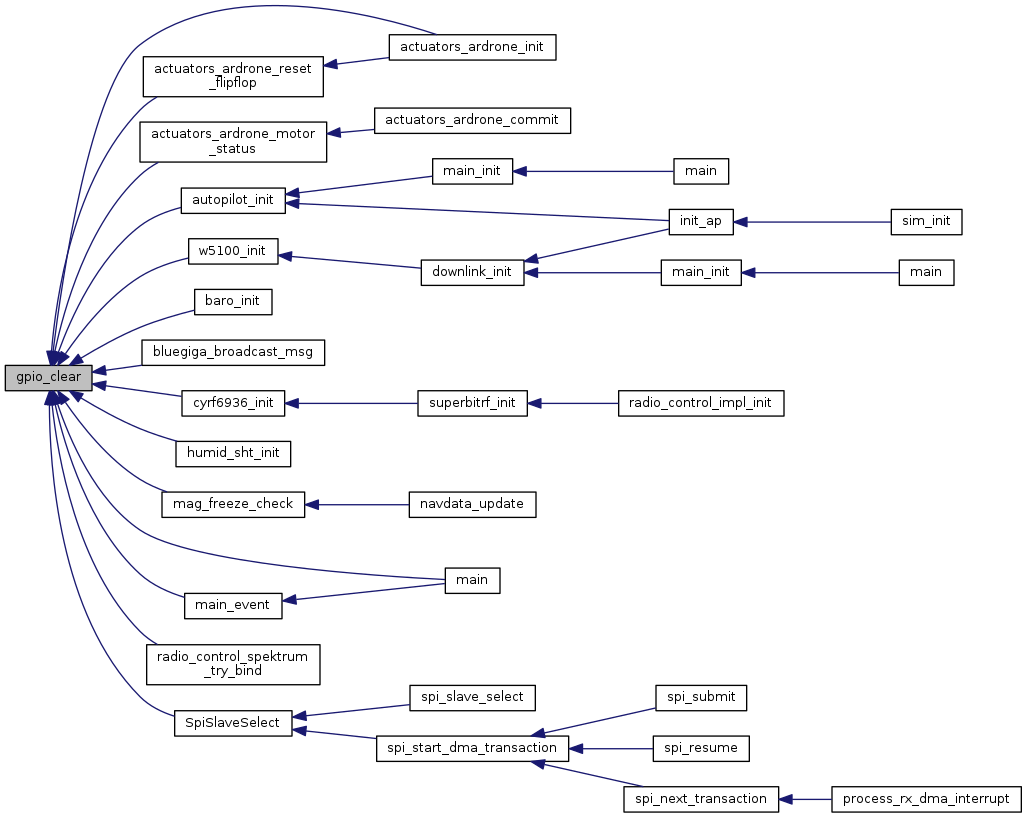 actuators_ardrone_init
actuators_ardrone_reset
_flipflop
actuators_ardrone_commit
actuators_ardrone_motor
_status
main_init
main
autopilot_init
init_ap
sim_init
w5100_init
downlink_init
main_init
main
baro_init
bluegiga_broadcast_msg
gpio_clear
cyrf6936_init
superbitrf_init
radio_control_impl_init
humid_sht_init
mag_freeze_check
navdata_update
main
main_event
radio_control_spektrum
_try_bind
spi_slave_select
spi_submit
SpiSlaveSelect
spi_start_dma_transaction
spi_resume
spi_next_transaction
process_rx_dma_interrupt